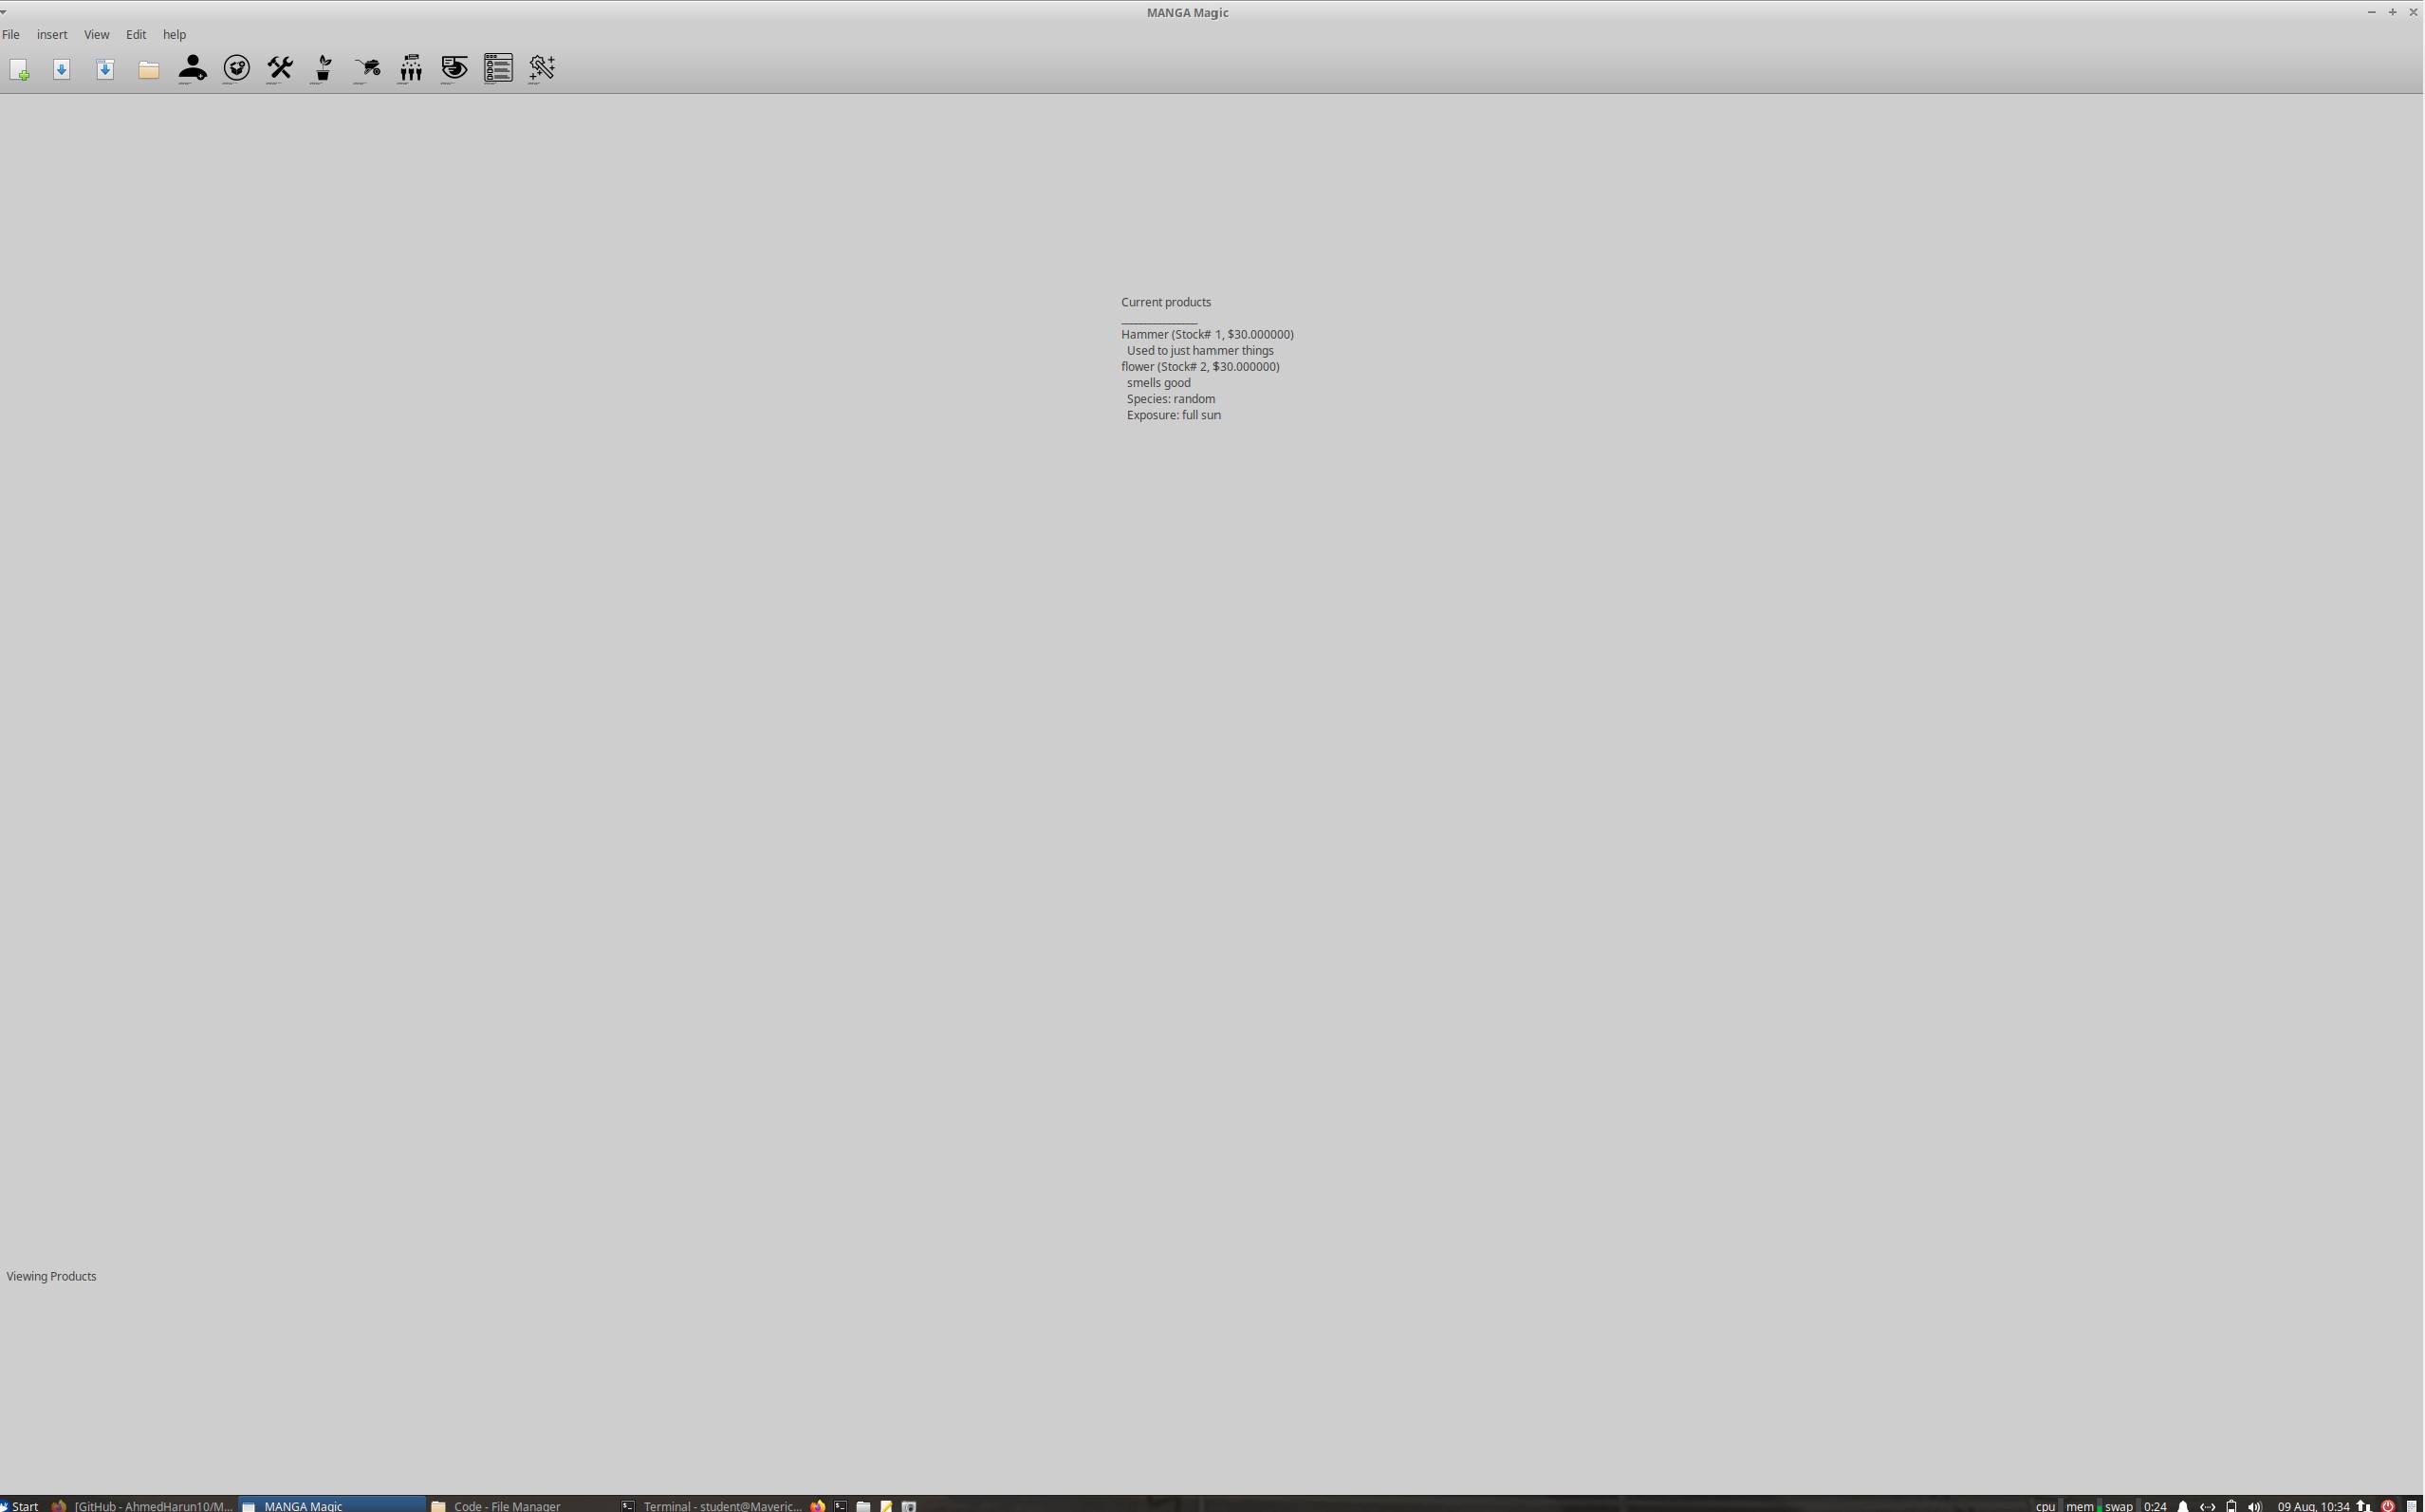 MANGA Magic
File insert View Edit help
Current products
Hammer (Stock# 1, $30.000000)
Used to just hammer things
flower (Stock# 2, $30.000000)
smells good
Species: random
Exposure: full sun
Viewing Products
Start [GitHub - AhmedHarun10/M... MANGA Magic Code - File Manager Terminal - student@Maveric... cpu mem swap 0:24 09 Aug, 10:34